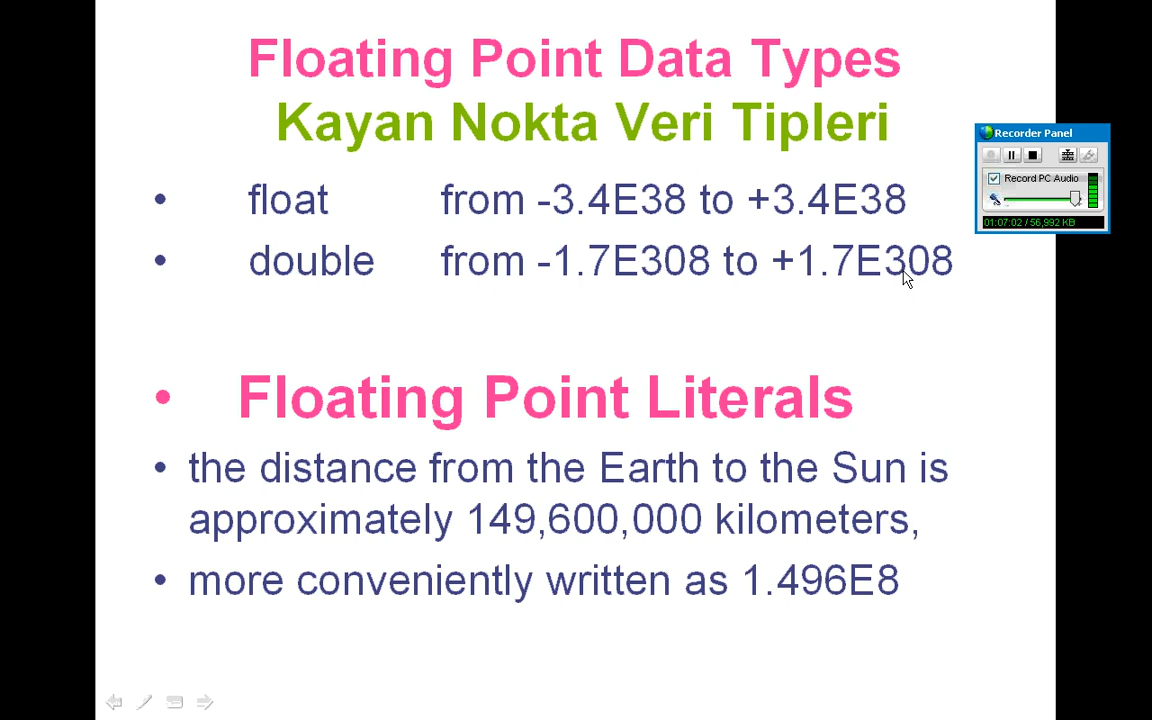 Floating Point Data Types
Kayan Nokta Veri Tipleri
• float from -3.4E38 to +3.4E38
• double from -1.7E308 to +1.7E308
• Floating Point Literals
• the distance from the Earth to the Sun is
approximately 149,600,000 kilometers,
• more conveniently written as 1.496E8
Recorder Panel
Record PC Audio
01:07:02 / 56,992 KB